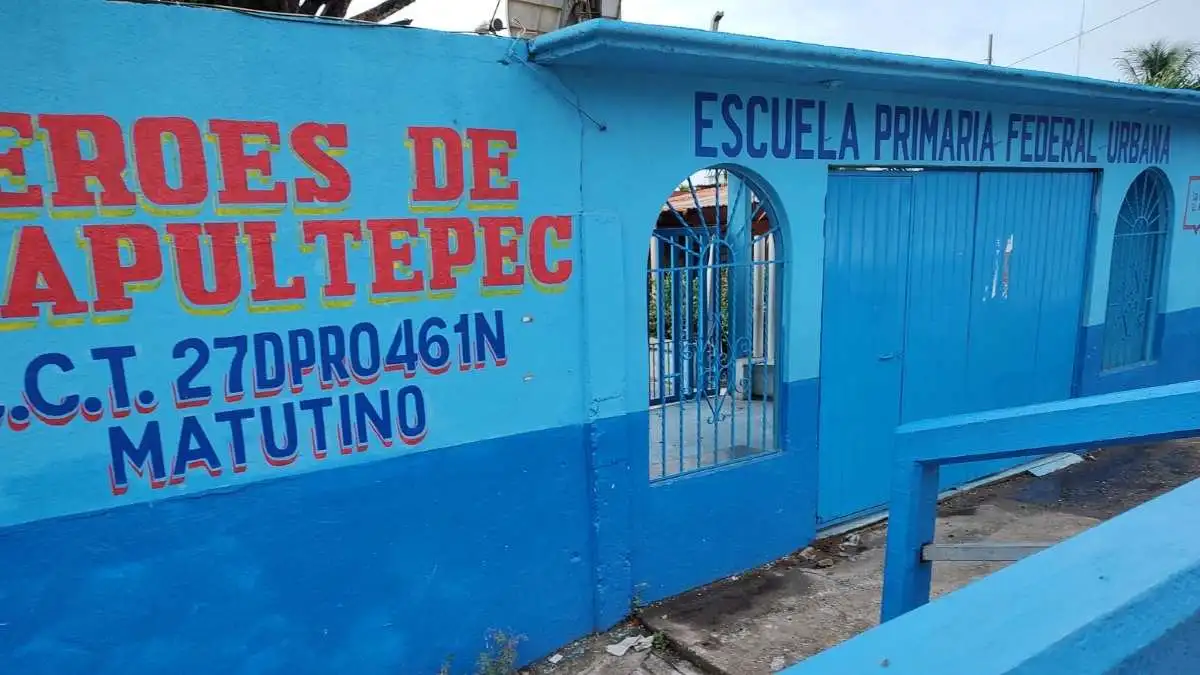 EROES DE
APULTEPEC
.C.T. 27DPR0461N
MATUTINO
ESCUELA PRIMARIA FEDERAL URBANA